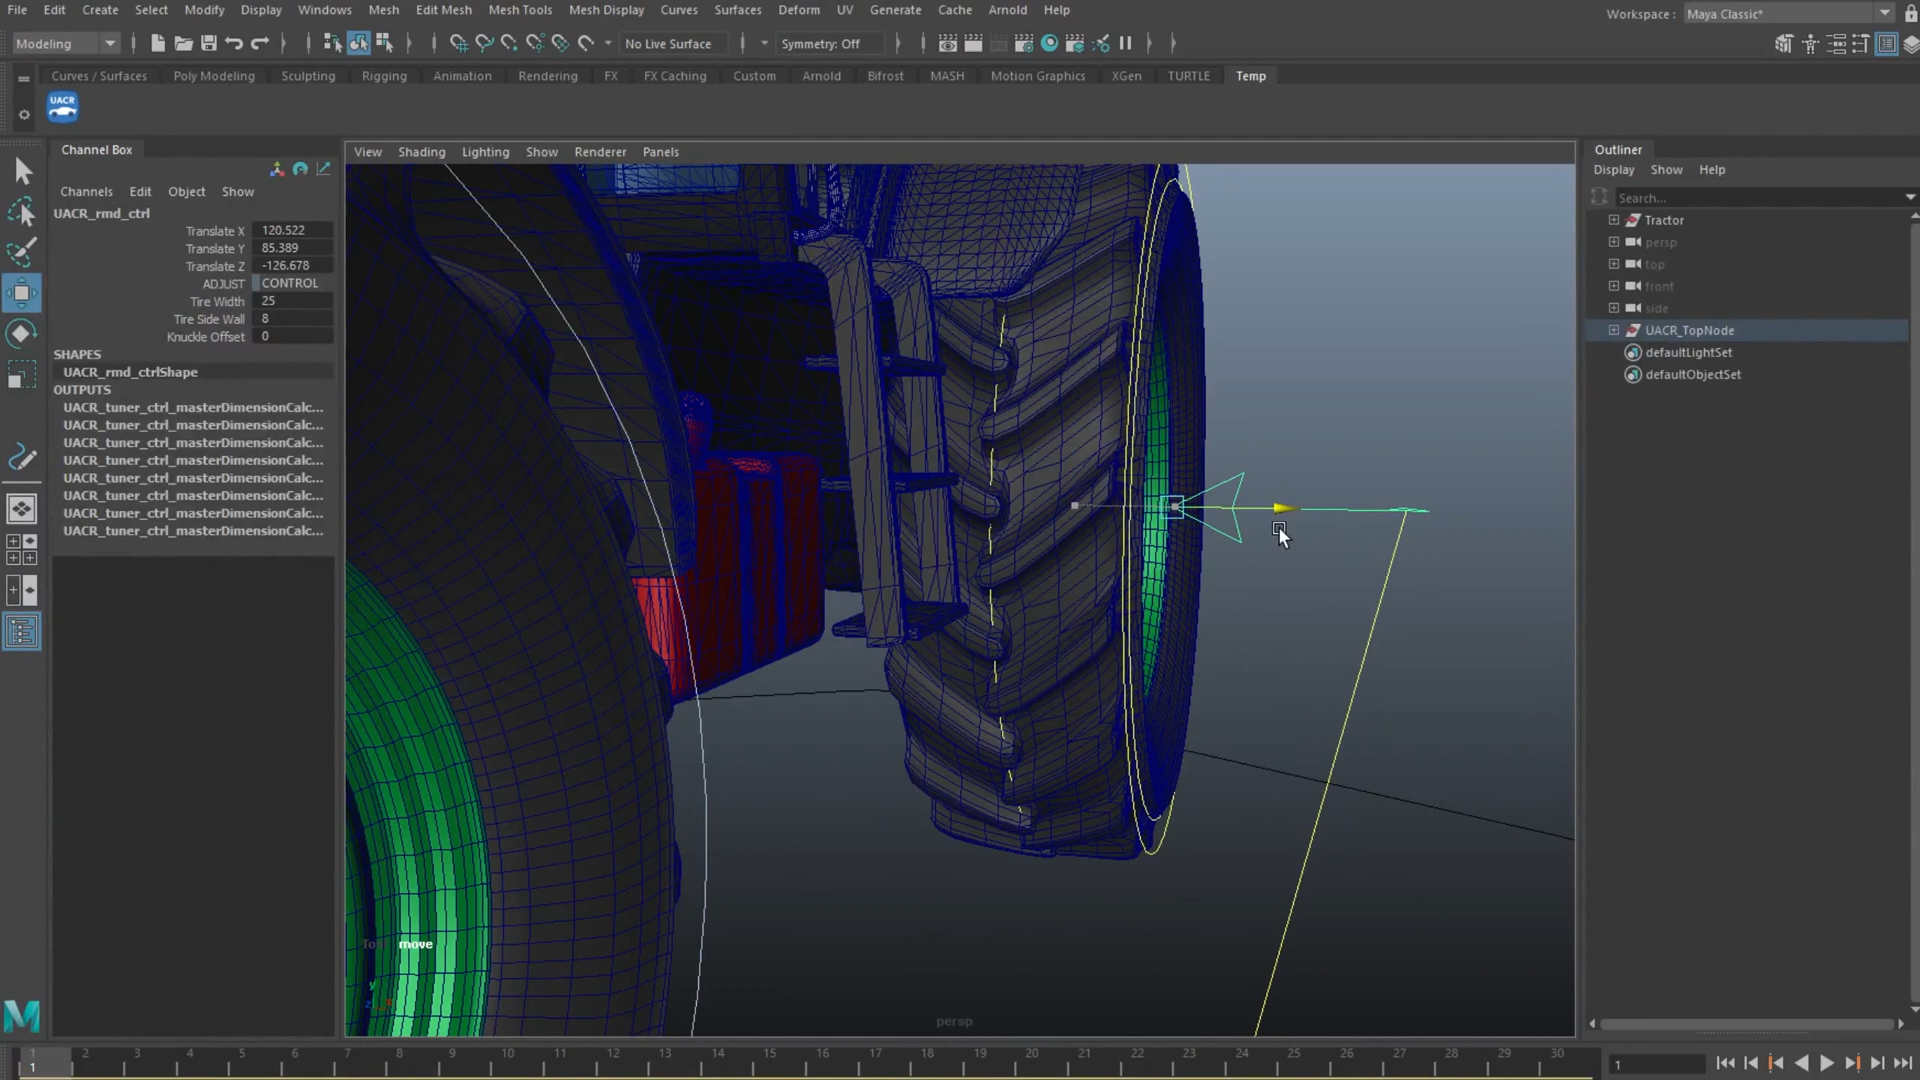 File Edit Create Select Modify Display Windows Mesh Edit Mesh Mesh Tools Mesh Display Curves Surfaces Deform UV Generate Cache Arnold Help
Workspace : Maya Classic*
Modeling
No Live Surface
Symmetry: Off
Curves / Surfaces Poly Modeling Sculpting Rigging Animation Rendering FX FX Caching Custom Arnold Bifrost MASH Motion Graphics XGen TURTLE Temp
UACR
Channel Box
Channels Edit Object Show
UACR_rmd_ctrl
Translate X 120.522
Translate Y 85.389
Translate Z -126.678
ADJUST CONTROL
Tire Width 25
Tire Side Wall 8
Knuckle Offset 0
SHAPES
UACR_rmd_ctrlShape
OUTPUTS
UACR_tuner_ctrl_masterDimensionCalc...
UACR_tuner_ctrl_masterDimensionCalc...
UACR_tuner_ctrl_masterDimensionCalc...
UACR_tuner_ctrl_masterDimensionCalc...
UACR_tuner_ctrl_masterDimensionCalc...
UACR_tuner_ctrl_masterDimensionCalc...
UACR_tuner_ctrl_masterDimensionCalc...
UACR_tuner_ctrl_masterDimensionCalc...
View Shading Lighting Show Renderer Panels
move
y
persp
Outliner
Display Show Help
Search...
Tractor
persp
top
front
side
UACR_TopNode
defaultLightSet
defaultObjectSet
1 2 3 4 5 6 7 8 9 10 11 12 13 14 15 16 17 18 19 20 21 22 23 24 25 26 27 28 29 30
1
1